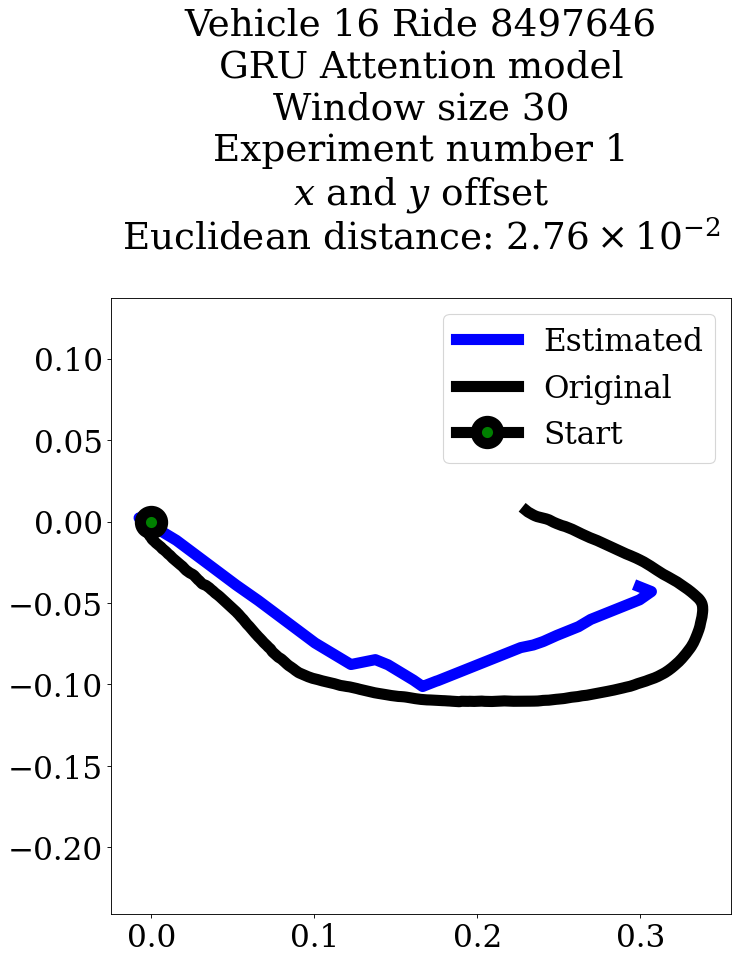 Vehicle 16 Ride 8497646
GRU Attention model
Window size 30
Experiment number 1
x and y offset
Euclidean distance: 2.76 × 10⁻²
Estimated
Original
Start
0.10
0.05
0.00
−0.05
−0.10
−0.15
−0.20
0.0 0.1 0.2 0.3